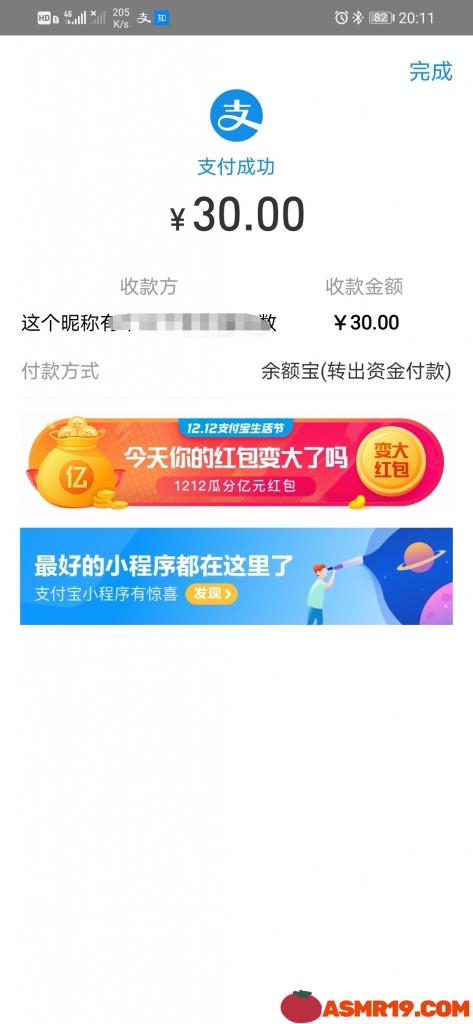 HD 4G 205 K/s 支 知 82 20:11
完成
支
支付成功
¥30.00
收款方 收款金额
这个昵称 数 ¥30.00
付款方式 余额宝(转出资金付款)
12.12支付宝生活节
亿 今天你的红包变大了吗 变大
红包
1212瓜分亿元红包
最好的小程序都在这里了
支付宝小程序有惊喜 发现
ASMR19.COM